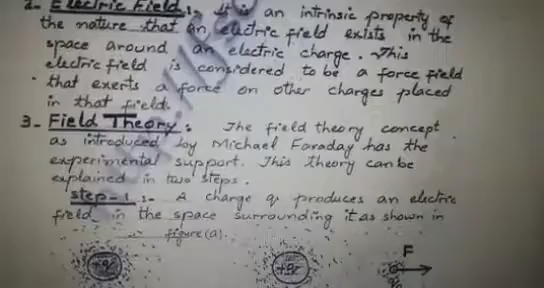 2- Electric Field:- It is an intrinsic property of
the nature that an electric field exists in the
space around an electric charge. This
electric field is considered to be a force field
that exerts a force on other charges placed
in that field.
3- Field Theory: The field theory concept
as introduced by Michael Faraday has the
experimental support. This theory can be
explained in two steps.
Step-1:- A charge q produces an electric
field in the space surrounding it as shown in
figure (a).
+q +q F